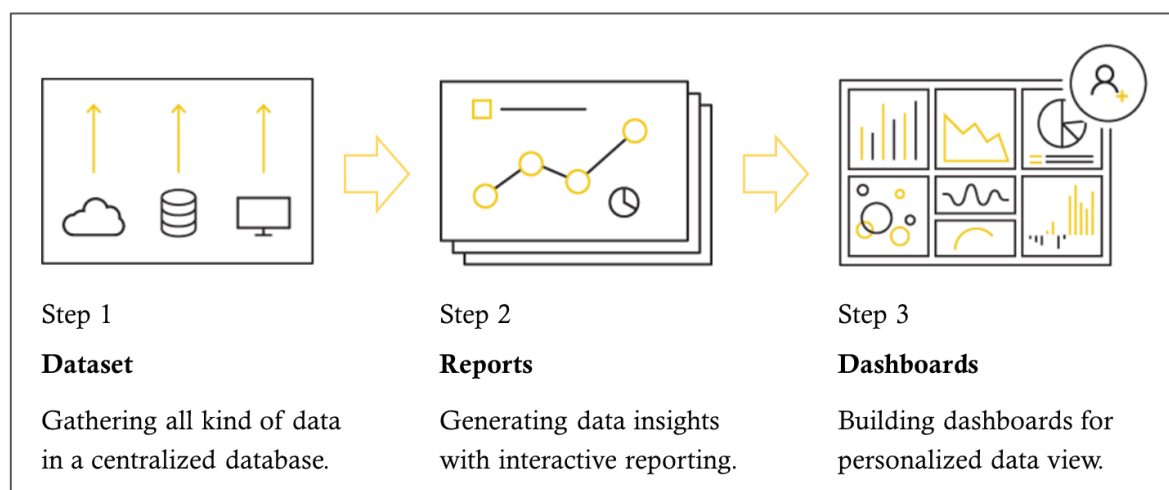 Step 1
Dataset
Gathering all kind of data
in a centralized database.
Step 2
Reports
Generating data insights
with interactive reporting.
Step 3
Dashboards
Building dashboards for
personalized data view.